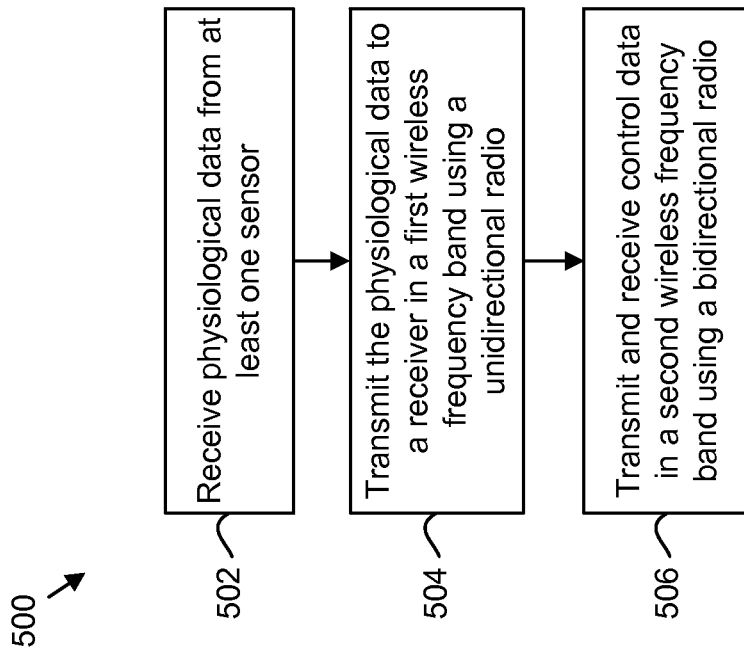 500
502
Receive physiological data from at
least one sensor
504
Transmit the physiological data to
a receiver in a first wireless
frequency band using a
unidirectional radio
506
Transmit and receive control data
in a second wireless frequency
band using a bidirectional radio